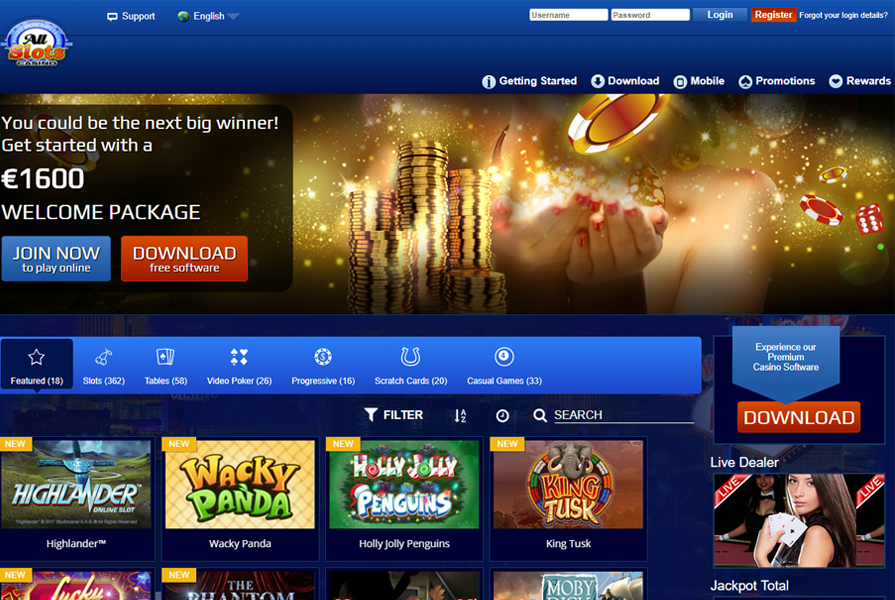 Support
English
Username
Password
Login
Register
Forgot your login details?
All
Slots
CASINO
Getting Started
Download
Mobile
Promotions
Rewards
You could be the next big winner!
Get started with a
€1600
WELCOME PACKAGE
JOIN NOW
to play online
DOWNLOAD
free software
Featured (18)
Slots (362)
Tables (58)
Video Poker (26)
Progressive (16)
Scratch Cards (20)
Casual Games (33)
Experience our
Premium
Casino Software
DOWNLOAD
FILTER
SEARCH
NEW
NEW
NEW
NEW
HIGHLANDER
ONLINE SLOT
WACKY
PANDA
HOLLY JOLLY
PENGUINS
KING
TUSK
Highlander™
Wacky Panda
Holly Jolly Penguins
King Tusk
Live Dealer
LIVE
LIVE
Jackpot Total
NEW
NEW
Lucky
THE
PHANTOM
MOBY
DICK